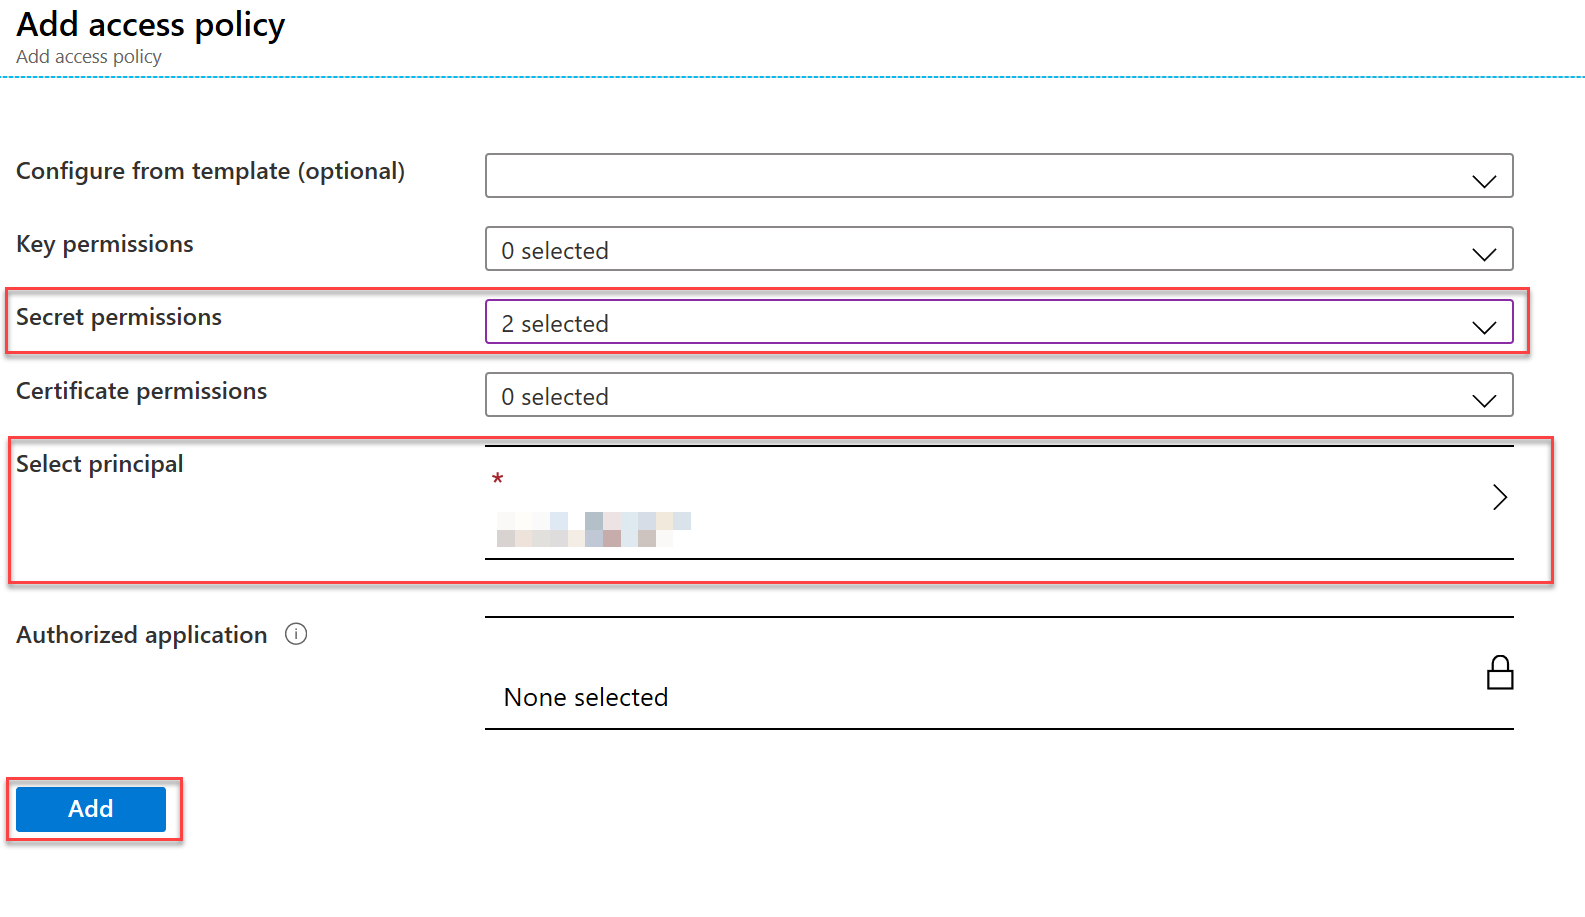 Add access policy
Add access policy
Configure from template (optional)
Key permissions
0 selected
Secret permissions
2 selected
Certificate permissions
0 selected
Select principal
*
Authorized application
None selected
Add